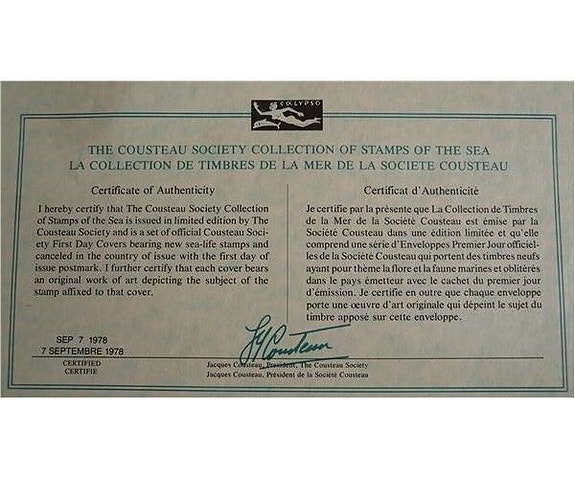 CALYPSO
THE COUSTEAU SOCIETY COLLECTION OF STAMPS OF THE SEA
LA COLLECTION DE TIMBRES DE LA MER DE LA SOCIETE COUSTEAU
Certificate of Authenticity
I hereby certify that The Cousteau Society Collection
of Stamps of the Sea is issued in limited edition by The
Cousteau Society and is a set of official Cousteau Soci-
ety First Day Covers bearing new sea-life stamps and
canceled in the country of issue with the first day of
issue postmark. I further certify that each cover bears
an original work of art depicting the subject of the
stamp affixed to that cover.
Certificat d'Authenticité
Je certifie par la présente que La Collection de Timbres
de la Mer de la Société Cousteau est émise par la
Société Cousteau dans une édition limitée et qu'elle
comprend une série d'Enveloppes Premier Jour officiel-
les de la Société Cousteau qui portent des timbres neufs
ayant pour thème la flore et la faune marines et oblitérés
dans le pays émetteur avec le cachet du premier jour
d'émission. Je certifie en outre que chaque enveloppe
porte une oeuvre d'art originale qui dépeint le sujet du
timbre apposé sur cette enveloppe.
SEP 7 1978
7 SEPTEMBRE 1978
CERTIFIED
CERTIFIE
JY Cousteau
Jacques Cousteau, President, The Cousteau Society
Jacques Cousteau, Président de la Société Cousteau